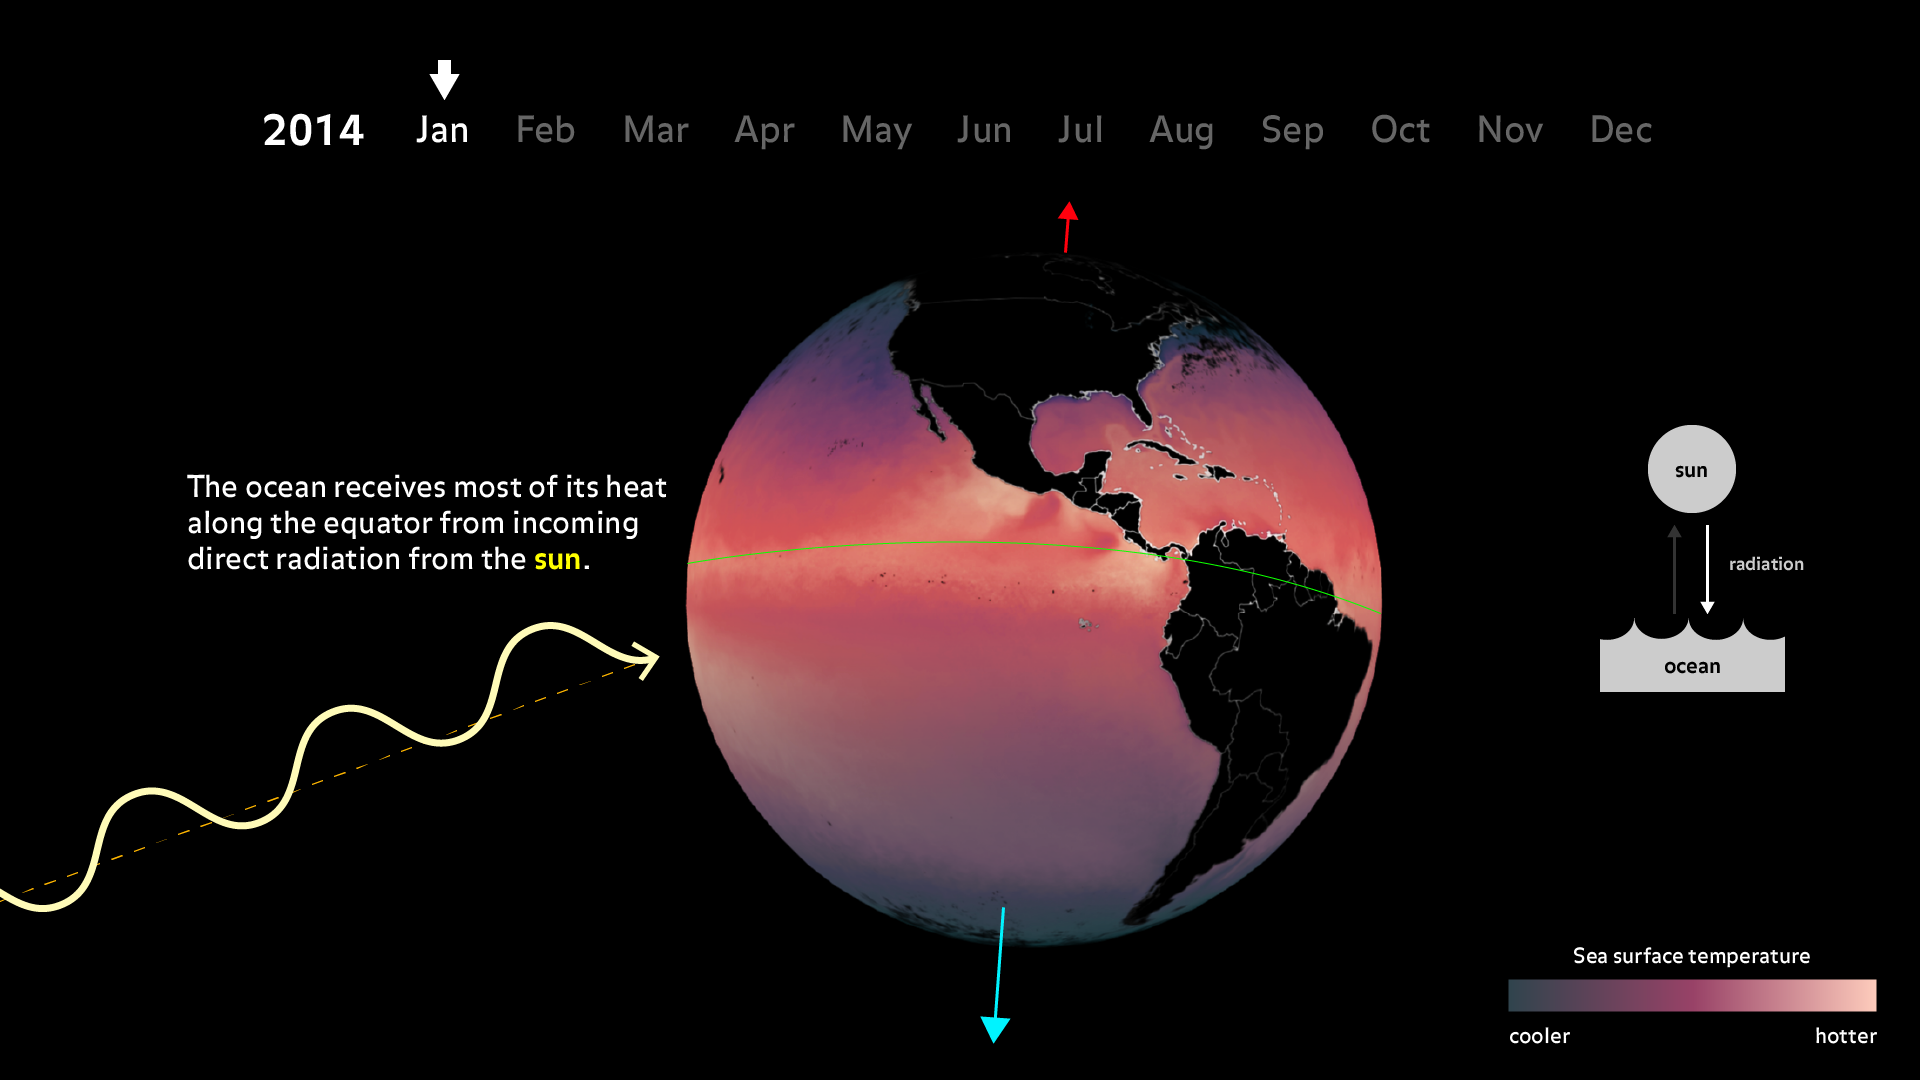 2014 Jan Feb Mar Apr May Jun Jul Aug Sep Oct Nov Dec
The ocean receives most of its heat
along the equator from incoming
direct radiation from the sun.
sun
radiation
ocean
Sea surface temperature
cooler hotter